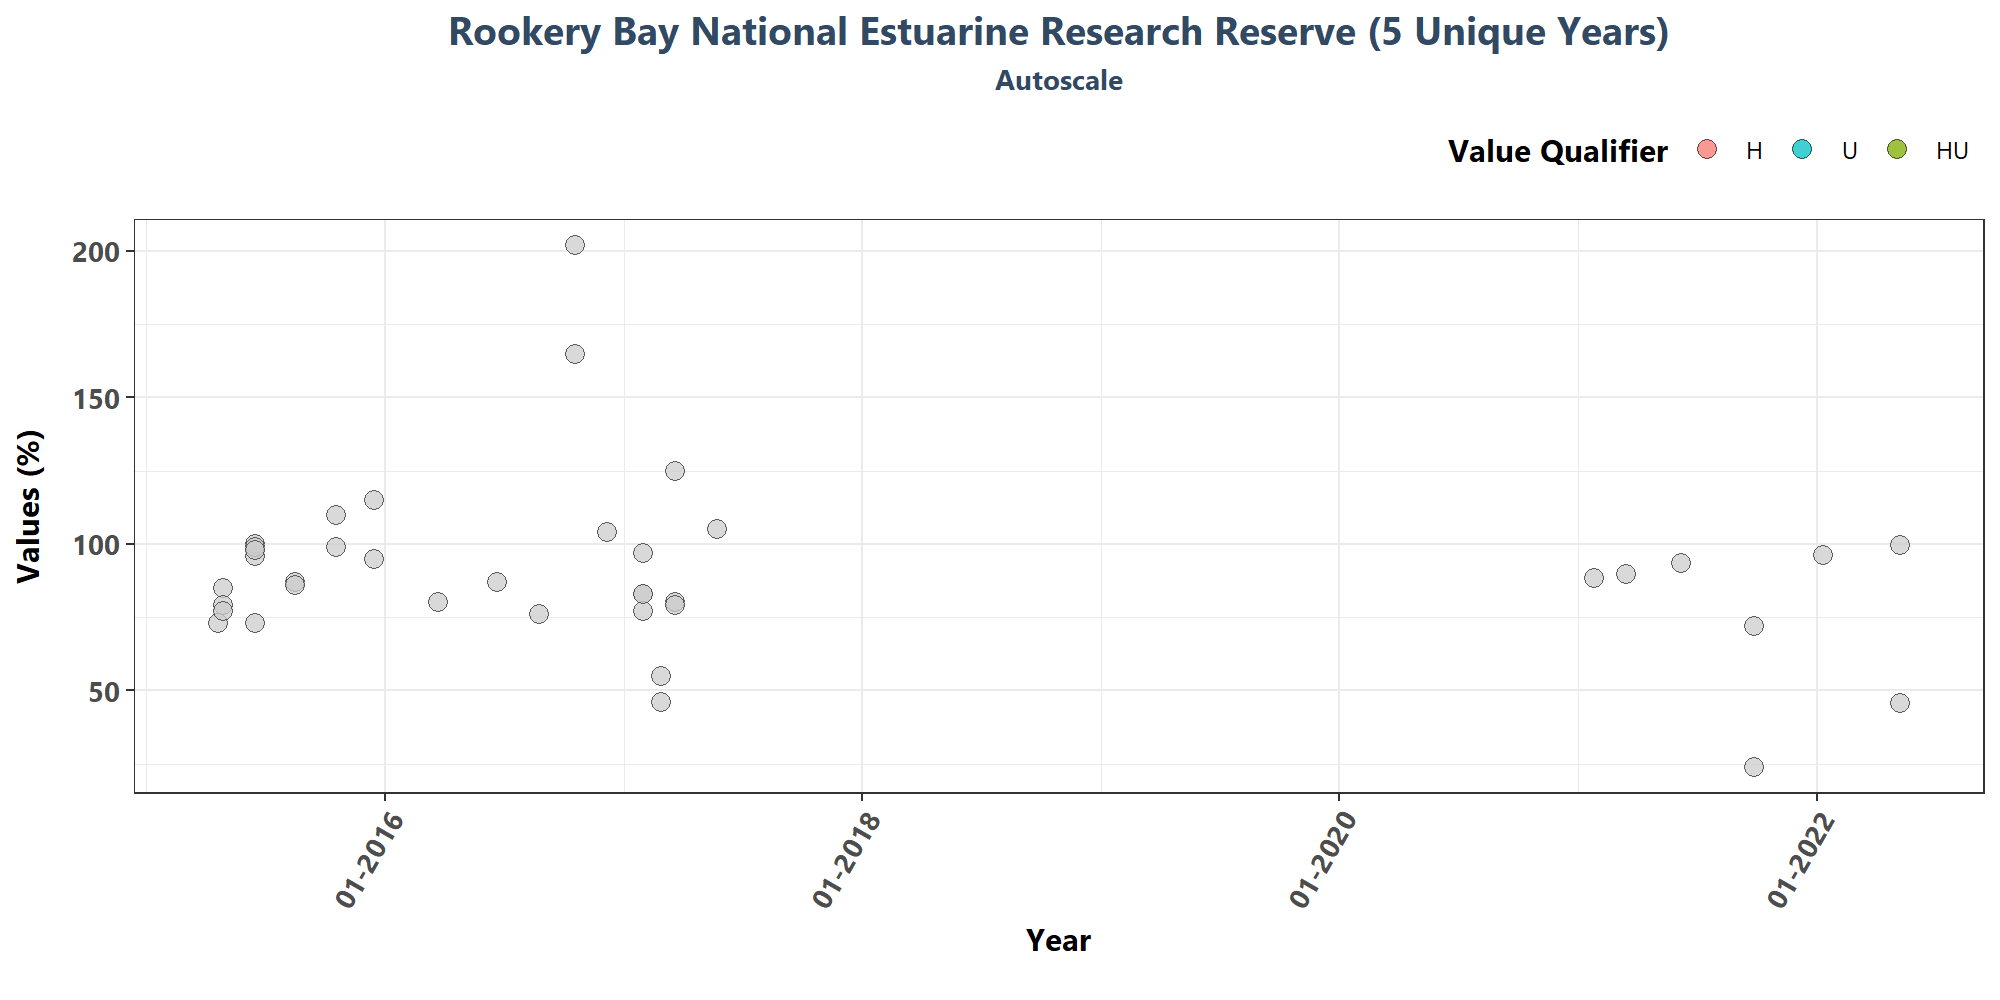 Rookery Bay National Estuarine Research Reserve (5 Unique Years)
Autoscale
Value Qualifier H U HU
200
150
100
50
Values (%)
01-2016 01-2018 01-2020 01-2022
Year